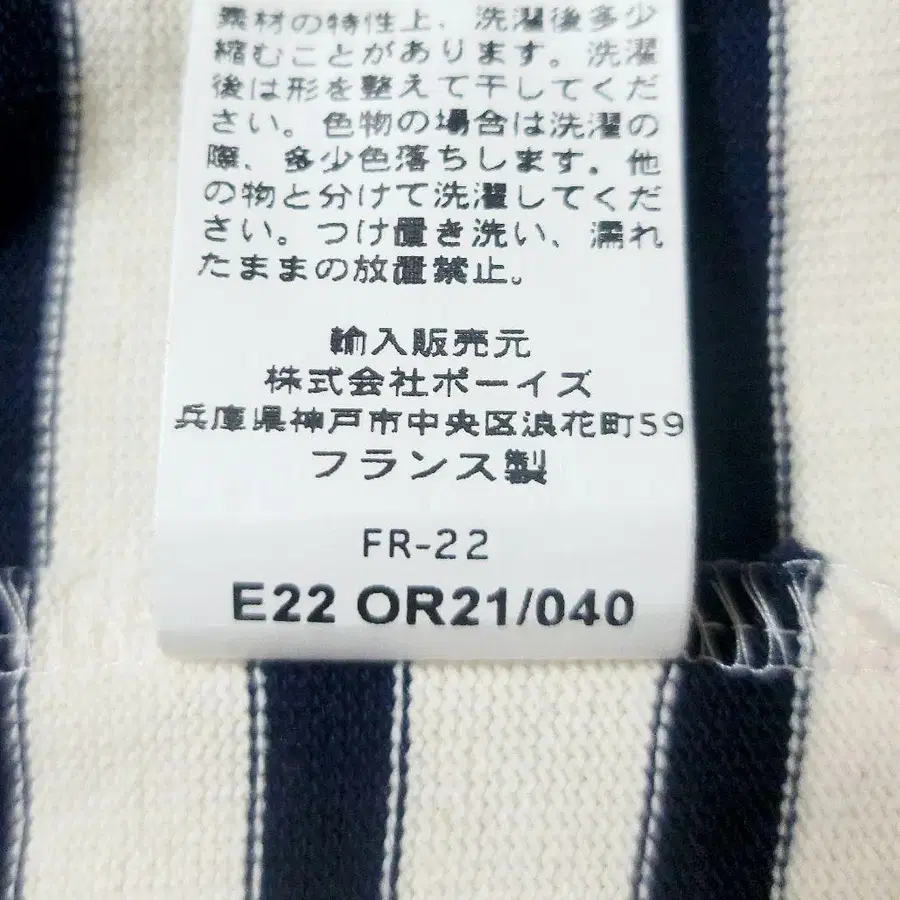 素材の特性上、洗濯後多少
縮むことがあります。洗濯
後は形を整えて干してくだ
さい。色物の場合は洗濯の
際、多少色落ちします。他
の物と分けて洗濯してくだ
さい。つけ置き洗い、濡れ
たままの放置禁止。
輸入販売元
株式会社ボーイズ
兵庫県神戸市中央区浪花町59
フランス製
FR-22
E22 OR21/040